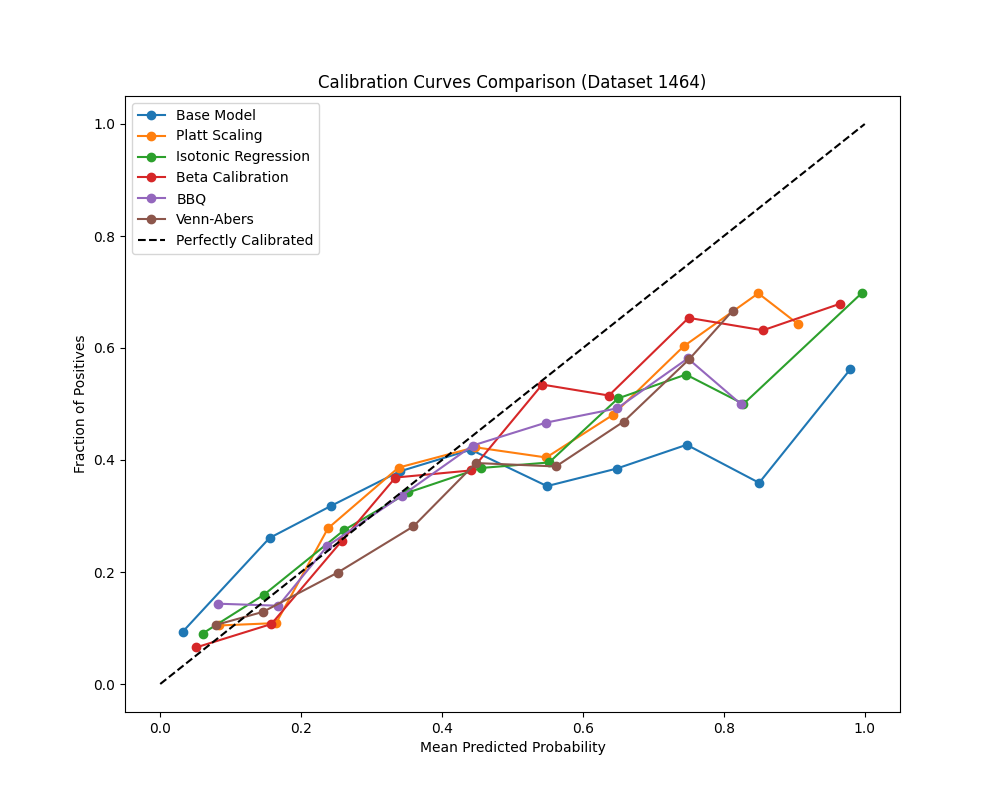 Calibration Curves Comparison (Dataset 1464)
Base Model
Platt Scaling
Isotonic Regression
Beta Calibration
BBQ
Venn-Abers
Perfectly Calibrated
Fraction of Positives
1.0
0.8
0.6
0.4
0.2
0.0
0.0 0.2 0.4 0.6 0.8 1.0
Mean Predicted Probability